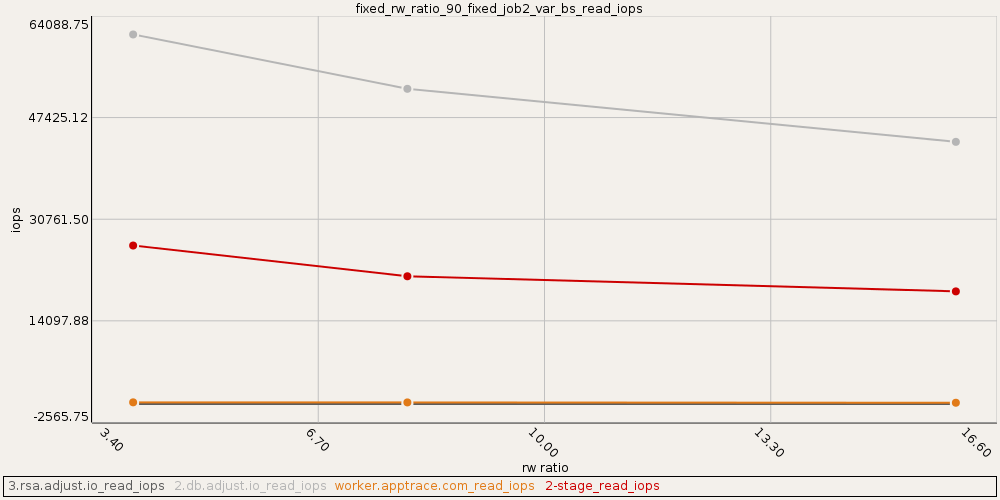 fixed_rw_ratio_90_fixed_job2_var_bs_read_iops
64088.75
47425.12
30761.50
14097.88
-2565.75
iops
3.40 6.70 10.00 13.30 16.60
rw ratio
3.rsa.adjust.io_read_iops 2.db.adjust.io_read_iops worker.apptrace.com_read_iops 2-stage_read_iops